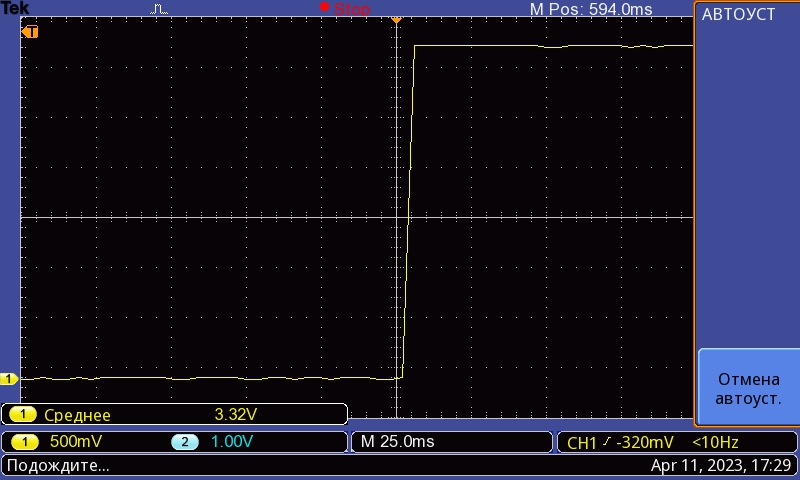 Tek Stop M Pos: 594.0ms
АВТОУСТ
T
1
Отмена
автоуст.
1 Среднее 3.32V
1 500mV 2 1.00V M 25.0ms CH1 -320mV <10Hz
Подождите... Apr 11, 2023, 17:29